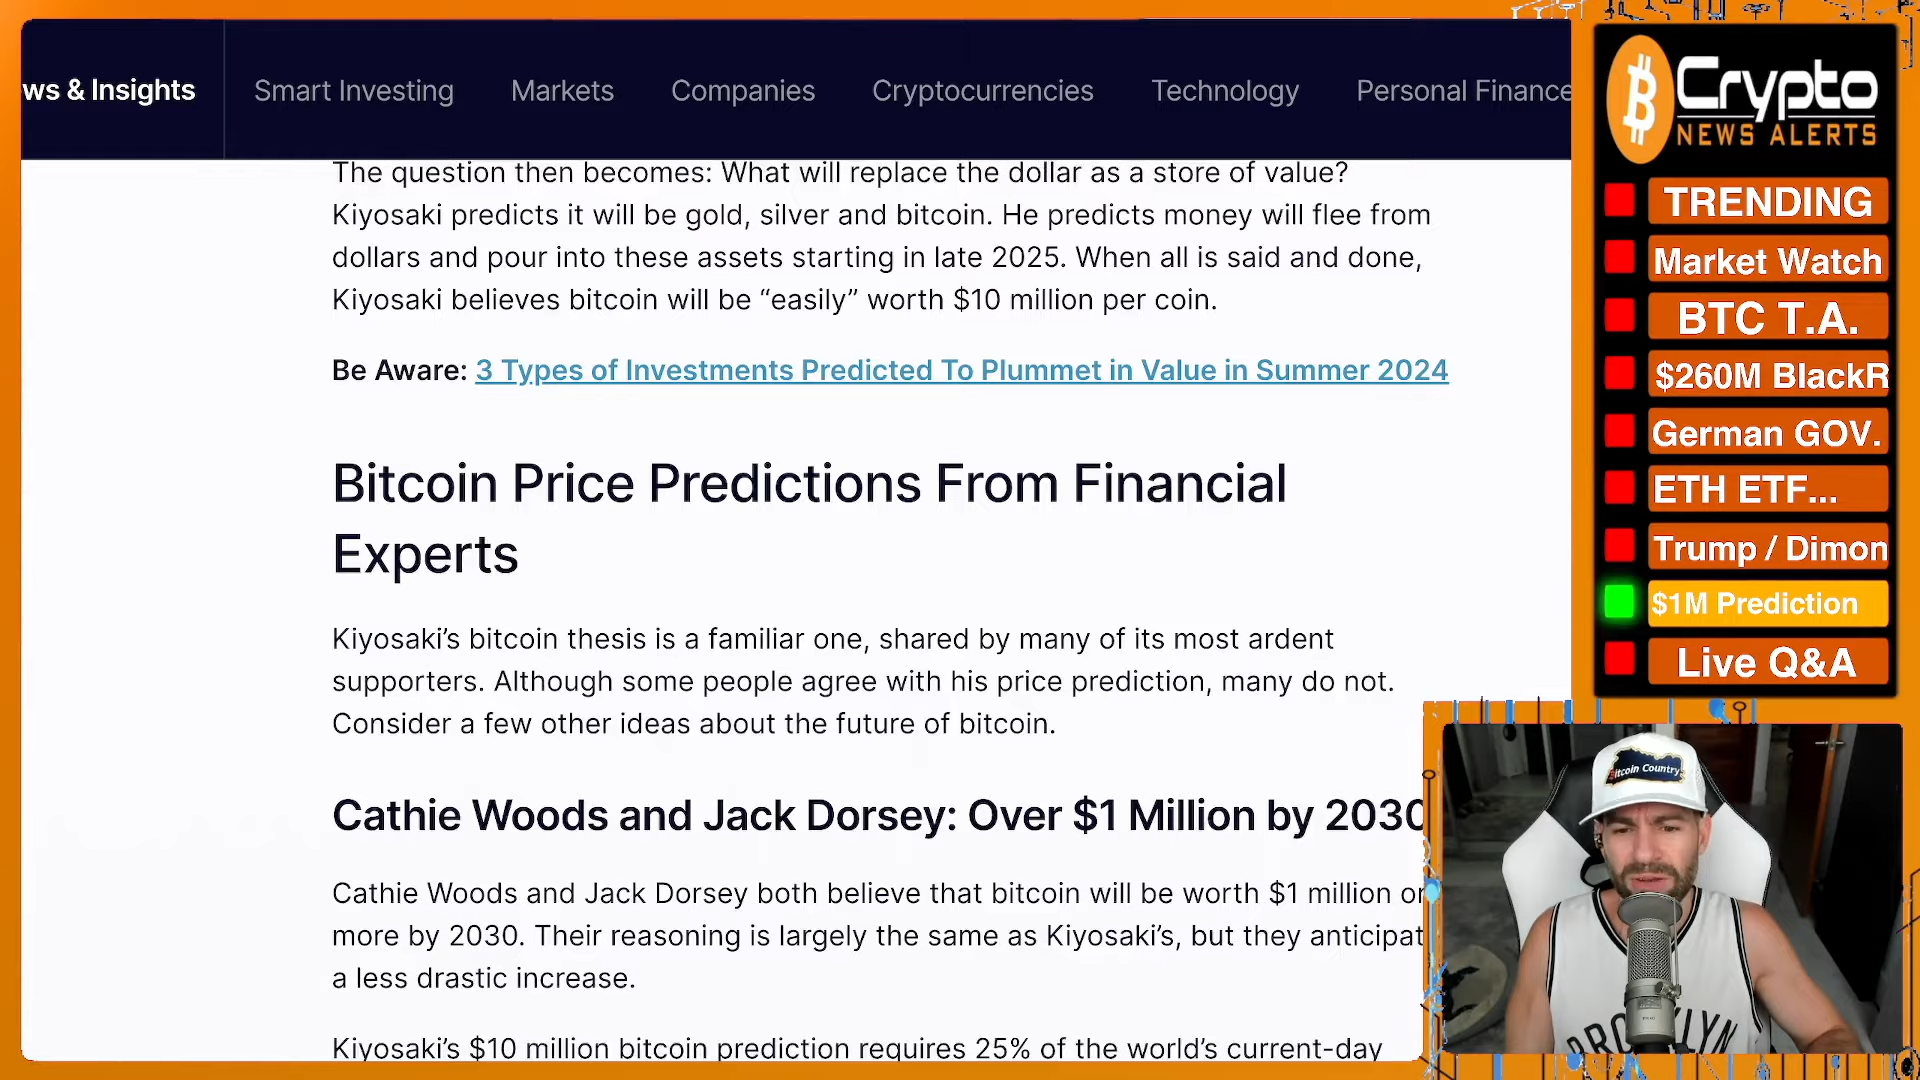 ws & Insights
Smart Investing
Markets
Companies
Cryptocurrencies
Technology
Personal Finance
The question then becomes: What will replace the dollar as a store of value?
Kiyosaki predicts it will be gold, silver and bitcoin. He predicts money will flee from
dollars and pour into these assets starting in late 2025. When all is said and done,
Kiyosaki believes bitcoin will be “easily” worth $10 million per coin.
Be Aware: 3 Types of Investments Predicted To Plummet in Value in Summer 2024
Bitcoin Price Predictions From Financial
Experts
Kiyosaki’s bitcoin thesis is a familiar one, shared by many of its most ardent
supporters. Although some people agree with his price prediction, many do not.
Consider a few other ideas about the future of bitcoin.
Cathie Woods and Jack Dorsey: Over $1 Million by 2030
Cathie Woods and Jack Dorsey both believe that bitcoin will be worth $1 million or
more by 2030. Their reasoning is largely the same as Kiyosaki’s, but they anticipat
a less drastic increase.
Kiyosaki’s $10 million bitcoin prediction requires 25% of the world’s current-day
Crypto
NEWS ALERTS
TRENDING
Market Watch
BTC T.A.
$260M BlackR
German GOV.
ETH ETF...
Trump / Dimon
$1M Prediction
Live Q&A
Bitcoin Country
BROOKLYN